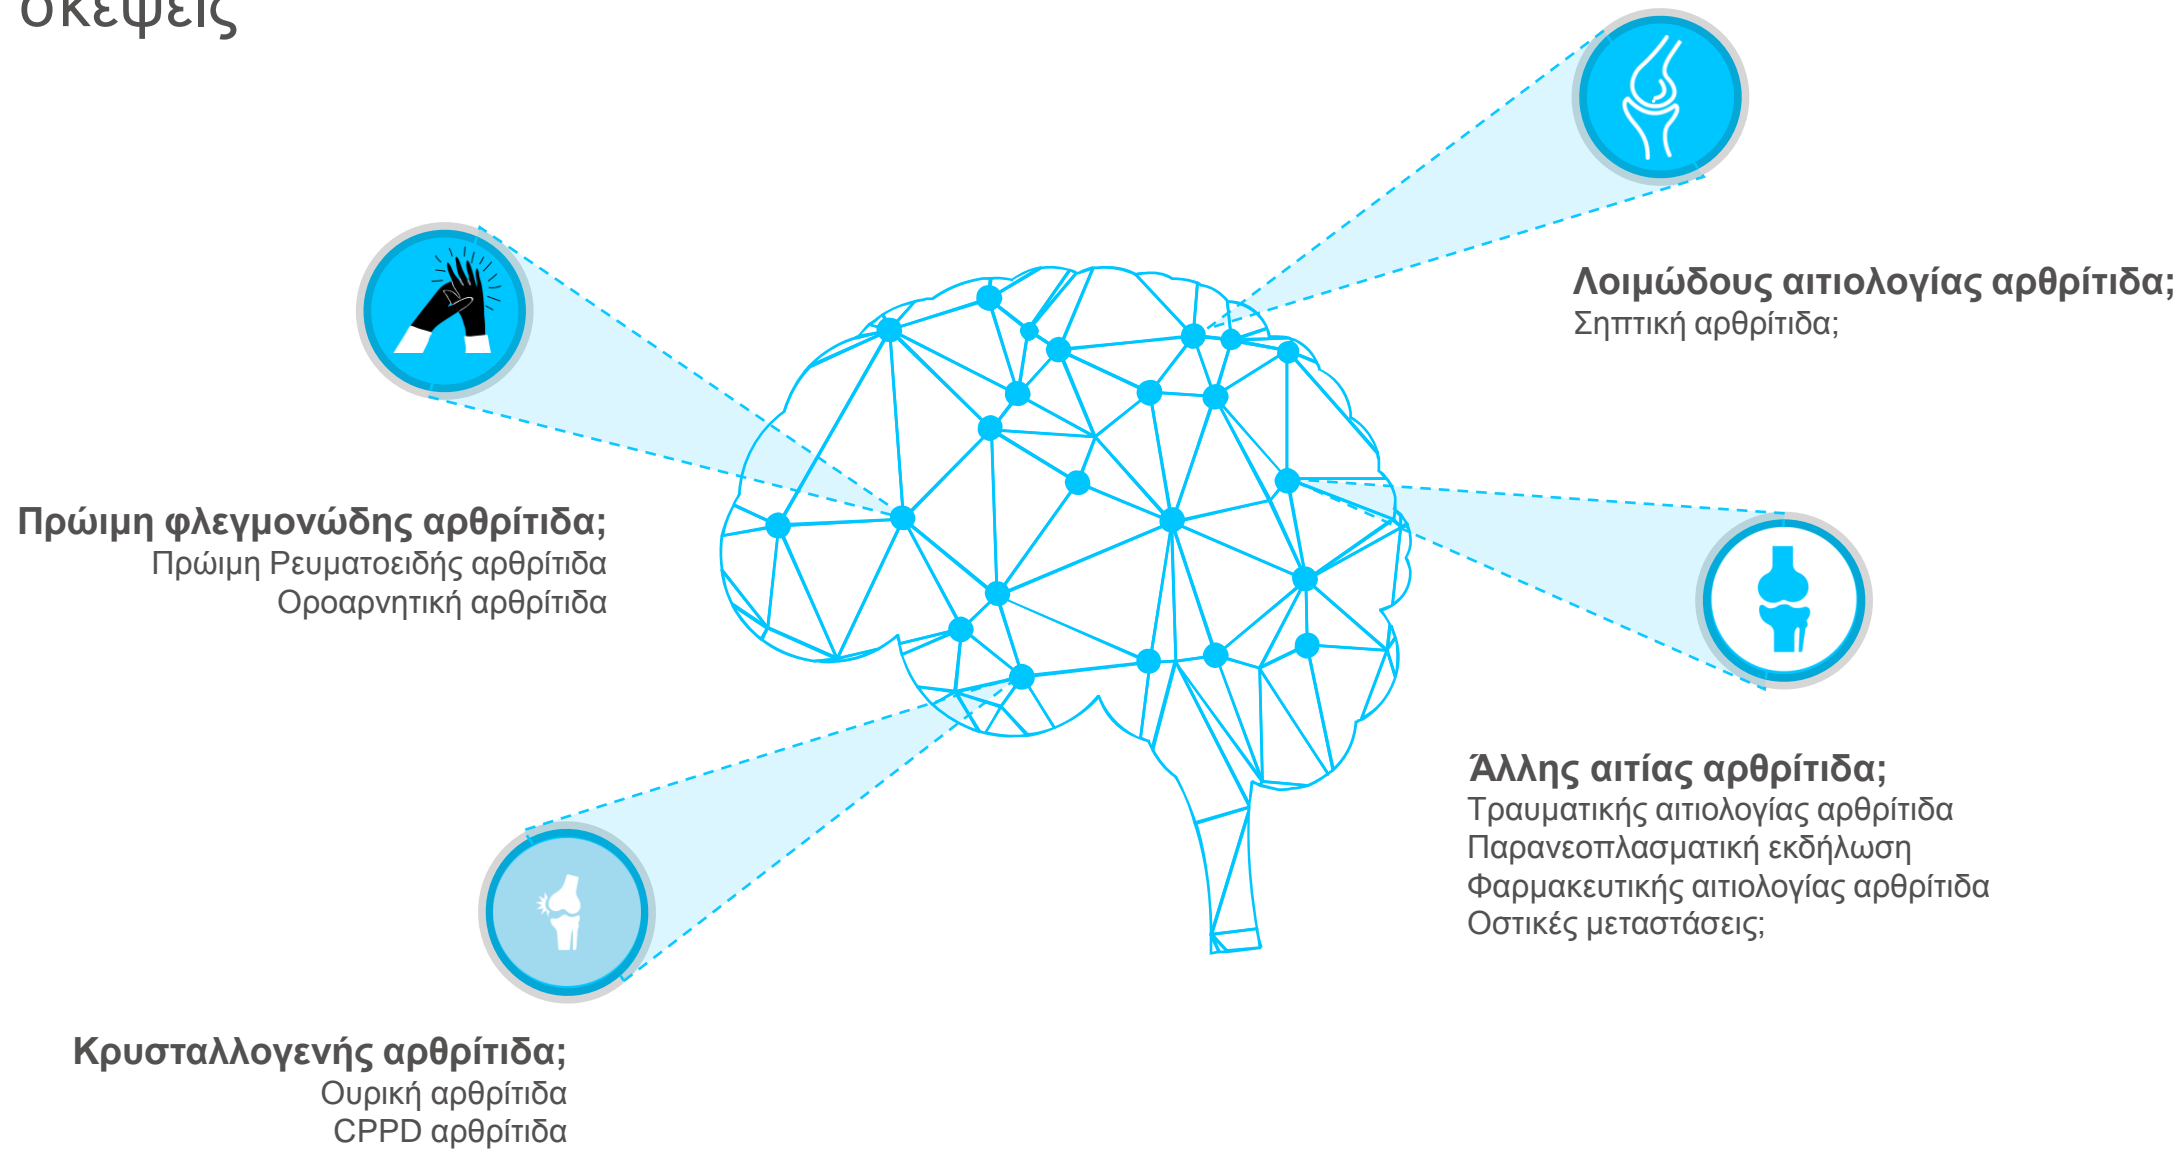 σκέψεις
Λοιμώδους αιτιολογίας αρθρίτιδα;
Σηπτική αρθρίτιδα;
Πρώιμη φλεγμονώδης αρθρίτιδα;
Πρώιμη Ρευματοειδής αρθρίτιδα
Οροαρνητική αρθρίτιδα
Άλλης αιτίας αρθρίτιδα;
Τραυματικής αιτιολογίας αρθρίτιδα
Παρανεοπλασματική εκδήλωση
Φαρμακευτικής αιτιολογίας αρθρίτιδα
Οστικές μεταστάσεις;
Κρυσταλλογενής αρθρίτιδα;
Ουρική αρθρίτιδα
CPPD αρθρίτιδα